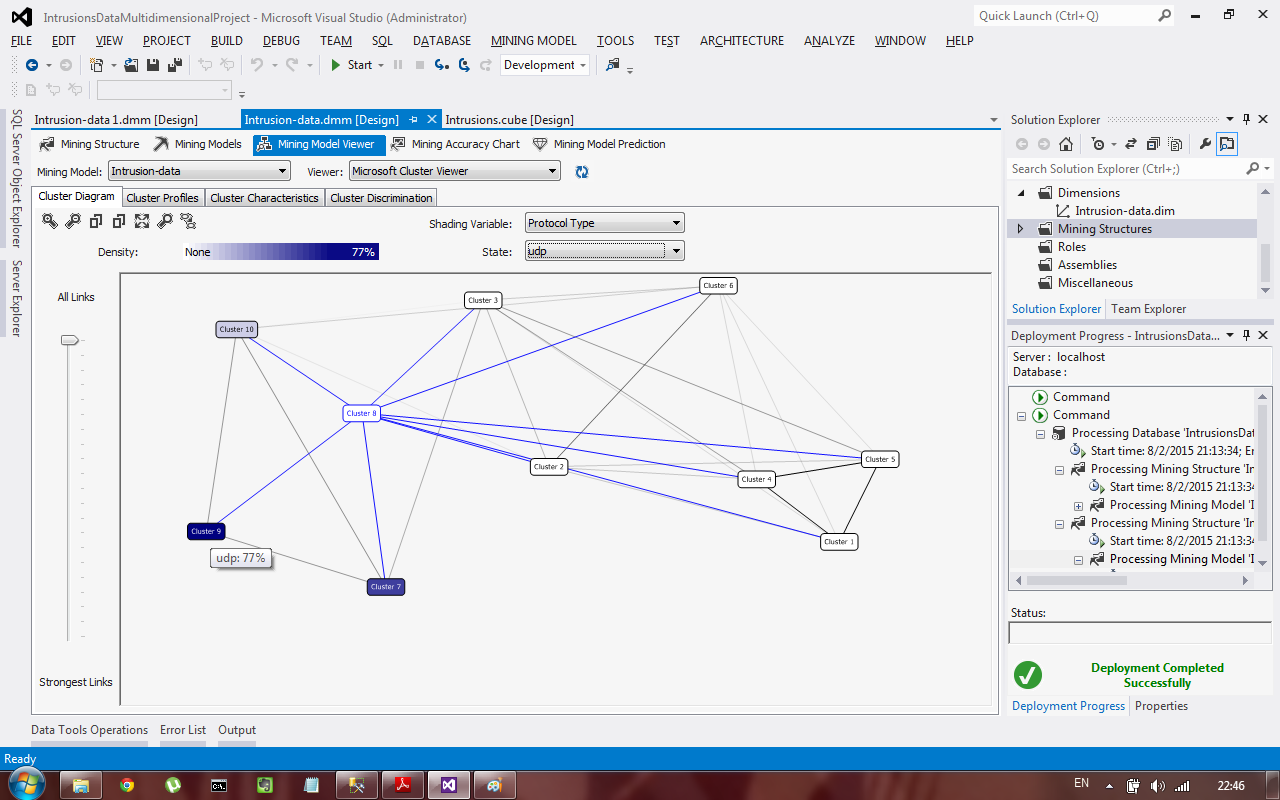 IntrusionsDataMultidimensionalProject - Microsoft Visual Studio (Administrator)
Quick Launch (Ctrl+Q)
FILE EDIT VIEW PROJECT BUILD DEBUG TEAM SQL DATABASE MINING MODEL TOOLS TEST ARCHITECTURE ANALYZE WINDOW HELP
Start
Development
SQL Server Object Explorer
Server Explorer
Intrusion-data 1.dmm [Design]
Intrusion-data.dmm [Design]
Intrusions.cube [Design]
Mining Structure
Mining Models
Mining Model Viewer
Mining Accuracy Chart
Mining Model Prediction
Mining Model: Intrusion-data
Viewer: Microsoft Cluster Viewer
Cluster Diagram
Cluster Profiles
Cluster Characteristics
Cluster Discrimination
Shading Variable: Protocol Type
Density: None 77%
State: udp
All Links
Strongest Links
Cluster 6
Cluster 3
Cluster 10
Cluster 8
Cluster 5
Cluster 2
Cluster 4
Cluster 9
Cluster 1
udp: 77%
Cluster 7
Solution Explorer
Search Solution Explorer (Ctrl+;)
Dimensions
Intrusion-data.dim
Mining Structures
Roles
Assemblies
Miscellaneous
Solution Explorer
Team Explorer
Deployment Progress - IntrusionsData...
Server : localhost
Database :
Command
Command
Processing Database 'IntrusionsDat
Start time: 8/2/2015 21:13:34; En
Processing Mining Structure 'In
Start time: 8/2/2015 21:13:34
Processing Mining Model 'I
Processing Mining Structure 'In
Start time: 8/2/2015 21:13:34
Processing Mining Model 'I
Status:
Deployment Completed
Successfully
Deployment Progress
Properties
Data Tools Operations
Error List
Output
Ready
EN
22:46